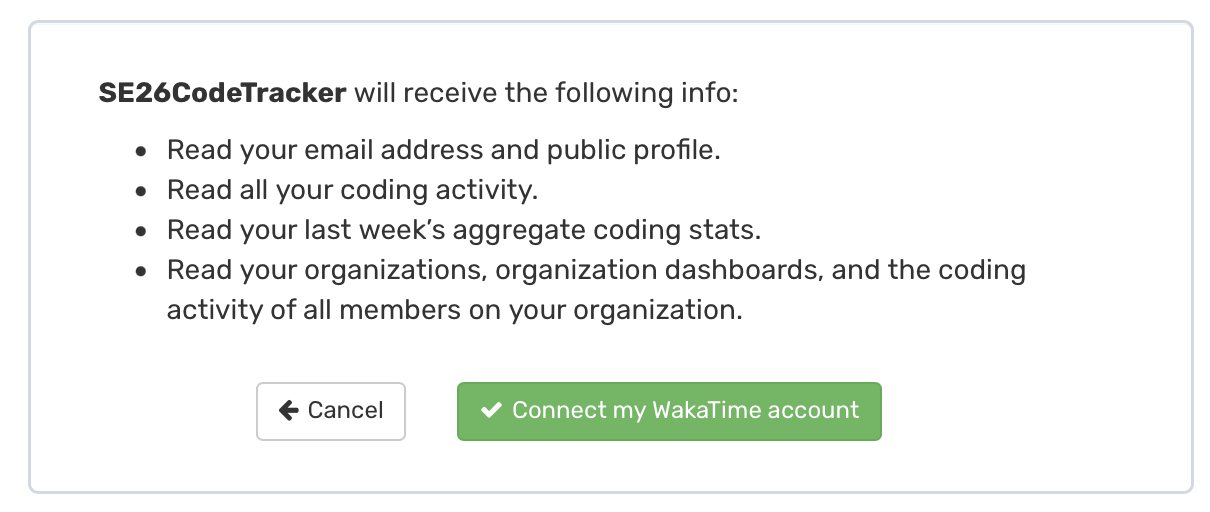 SE26CodeTracker will receive the following info:
• Read your email address and public profile.
• Read all your coding activity.
• Read your last week’s aggregate coding stats.
• Read your organizations, organization dashboards, and the coding
activity of all members on your organization.
Cancel
Connect my WakaTime account